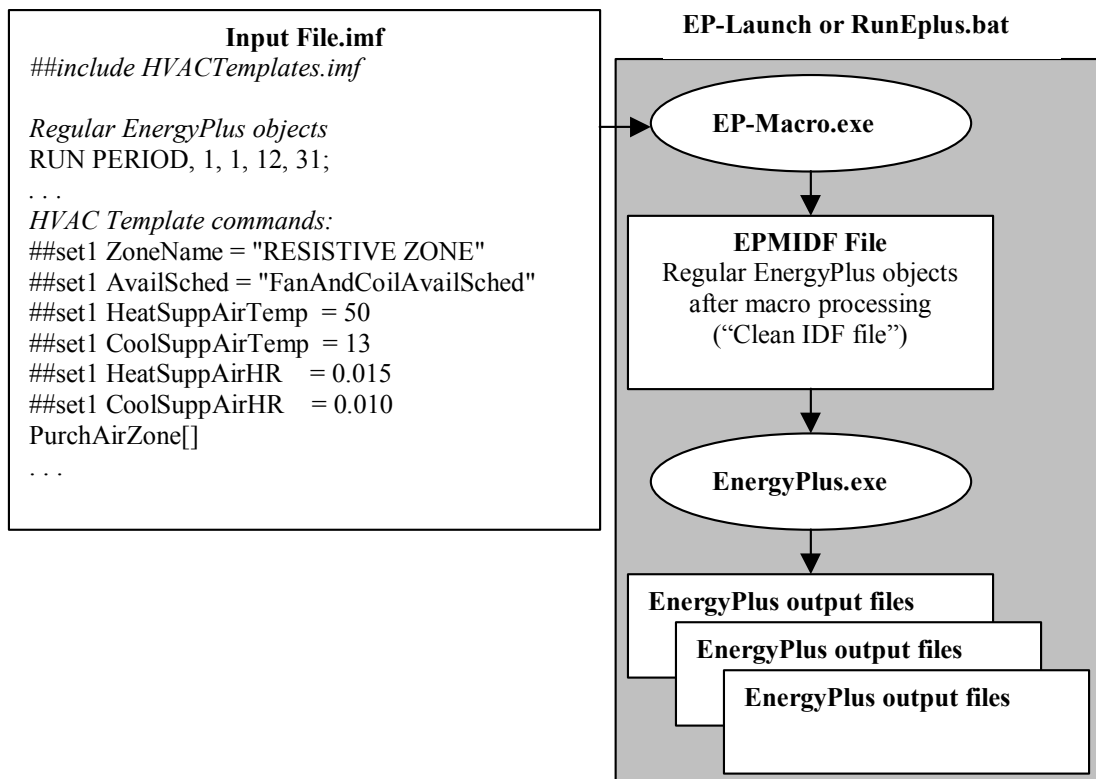 Input File.imf
##include HVACTemplates.imf
Regular EnergyPlus objects
RUN PERIOD, 1, 1, 12, 31;
. . .
HVAC Template commands:
##set1 ZoneName = "RESISTIVE ZONE"
##set1 AvailSched = "FanAndCoilAvailSched"
##set1 HeatSuppAirTemp = 50
##set1 CoolSuppAirTemp = 13
##set1 HeatSuppAirHR = 0.015
##set1 CoolSuppAirHR = 0.010
PurchAirZone[]
. . .
EP-Launch or RunEplus.bat
EP-Macro.exe
EPMIDF File
Regular EnergyPlus objects
after macro processing
(“Clean IDF file”)
EnergyPlus.exe
EnergyPlus output files
EnergyPlus output files
EnergyPlus output files